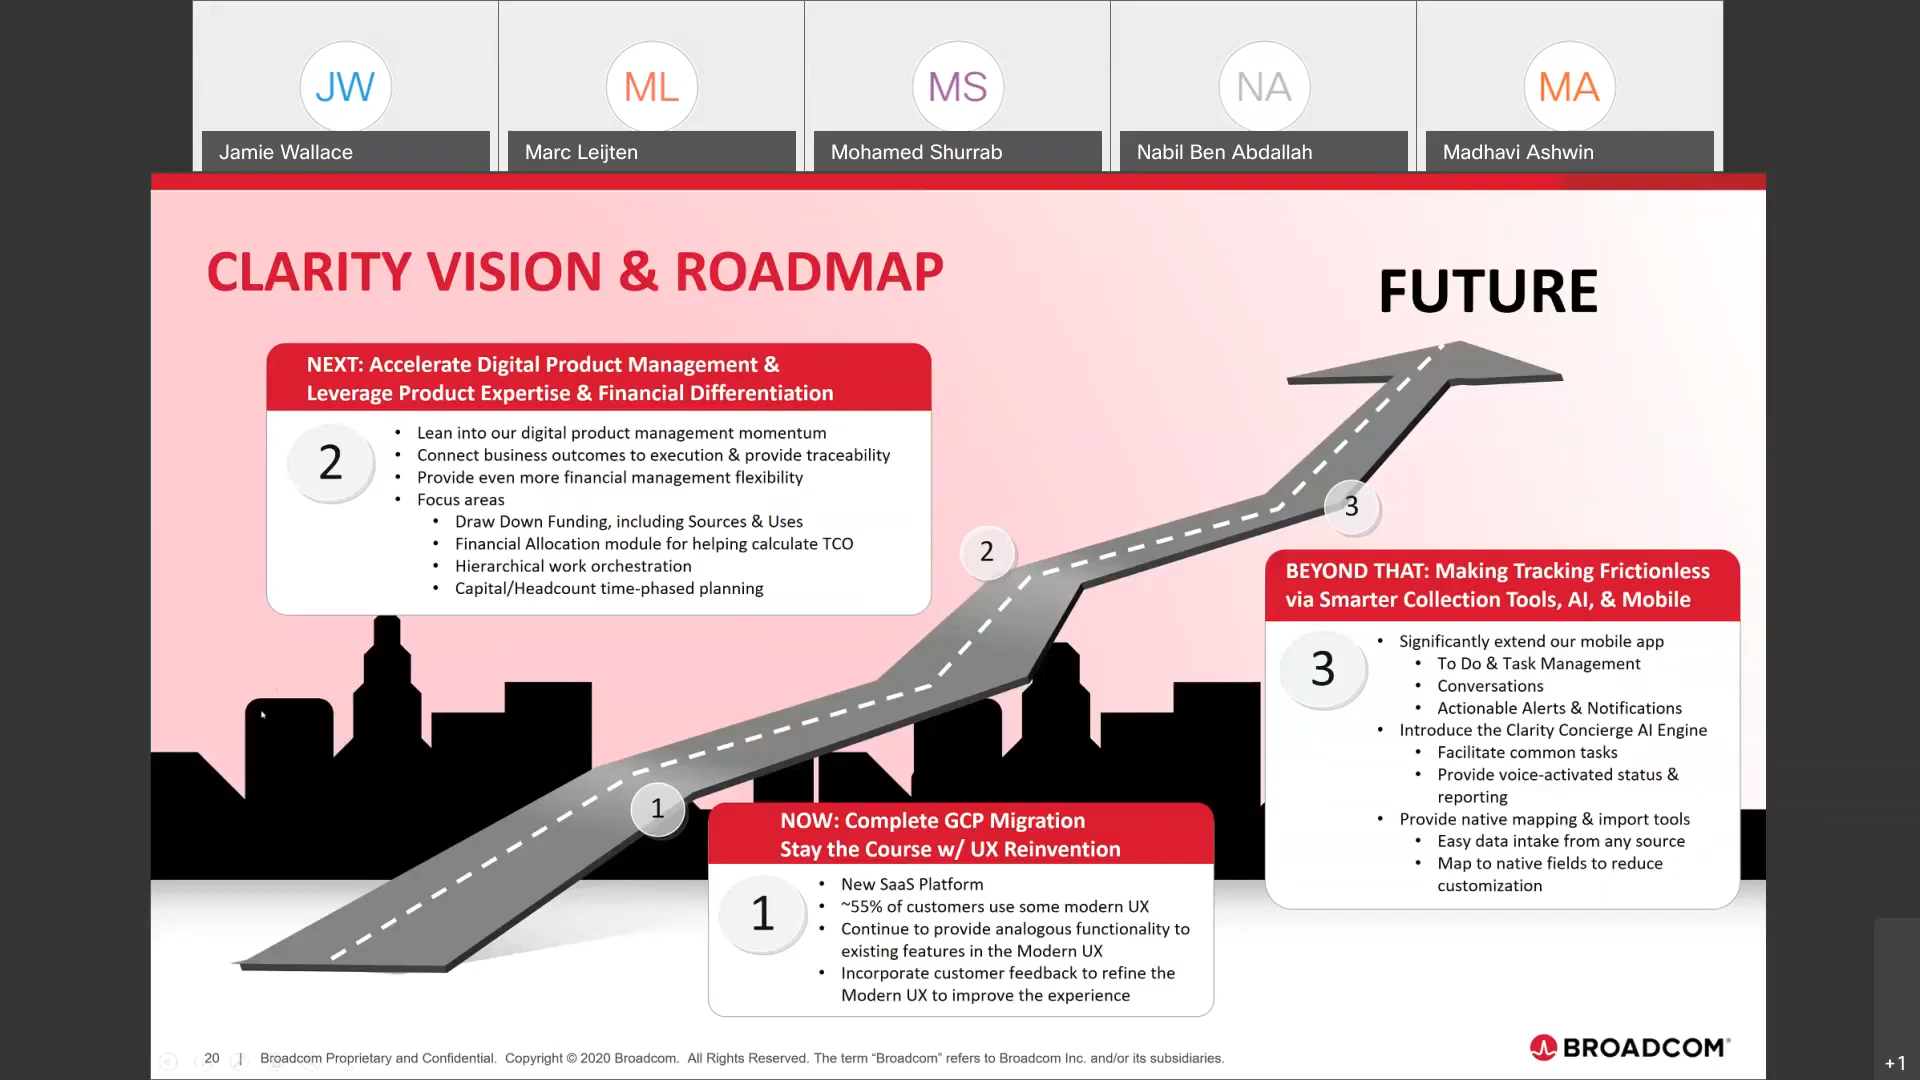 JW
ML
MS
NA
MA
Jamie Wallace
Marc Leijten
Mohamed Shurrab
Nabil Ben Abdallah
Madhavi Ashwin
CLARITY VISION & ROADMAP
FUTURE
NEXT: Accelerate Digital Product Management &
Leverage Product Expertise & Financial Differentiation
2
• Lean into our digital product management momentum
• Connect business outcomes to execution & provide traceability
• Provide even more financial management flexibility
• Focus areas
• Draw Down Funding, including Sources & Uses
• Financial Allocation module for helping calculate TCO
• Hierarchical work orchestration
• Capital/Headcount time-phased planning
2
3
BEYOND THAT: Making Tracking Frictionless
via Smarter Collection Tools, AI, & Mobile
3
• Significantly extend our mobile app
• To Do & Task Management
• Conversations
• Actionable Alerts & Notifications
• Introduce the Clarity Concierge AI Engine
• Facilitate common tasks
• Provide voice-activated status &
reporting
• Provide native mapping & import tools
• Easy data intake from any source
• Map to native fields to reduce
customization
1
NOW: Complete GCP Migration
Stay the Course w/ UX Reinvention
1
• New SaaS Platform
• ~55% of customers use some modern UX
• Continue to provide analogous functionality to
existing features in the Modern UX
• Incorporate customer feedback to refine the
Modern UX to improve the experience
20 | Broadcom Proprietary and Confidential. Copyright © 2020 Broadcom. All Rights Reserved. The term “Broadcom” refers to Broadcom Inc. and/or its subsidiaries.
BROADCOM®
+1